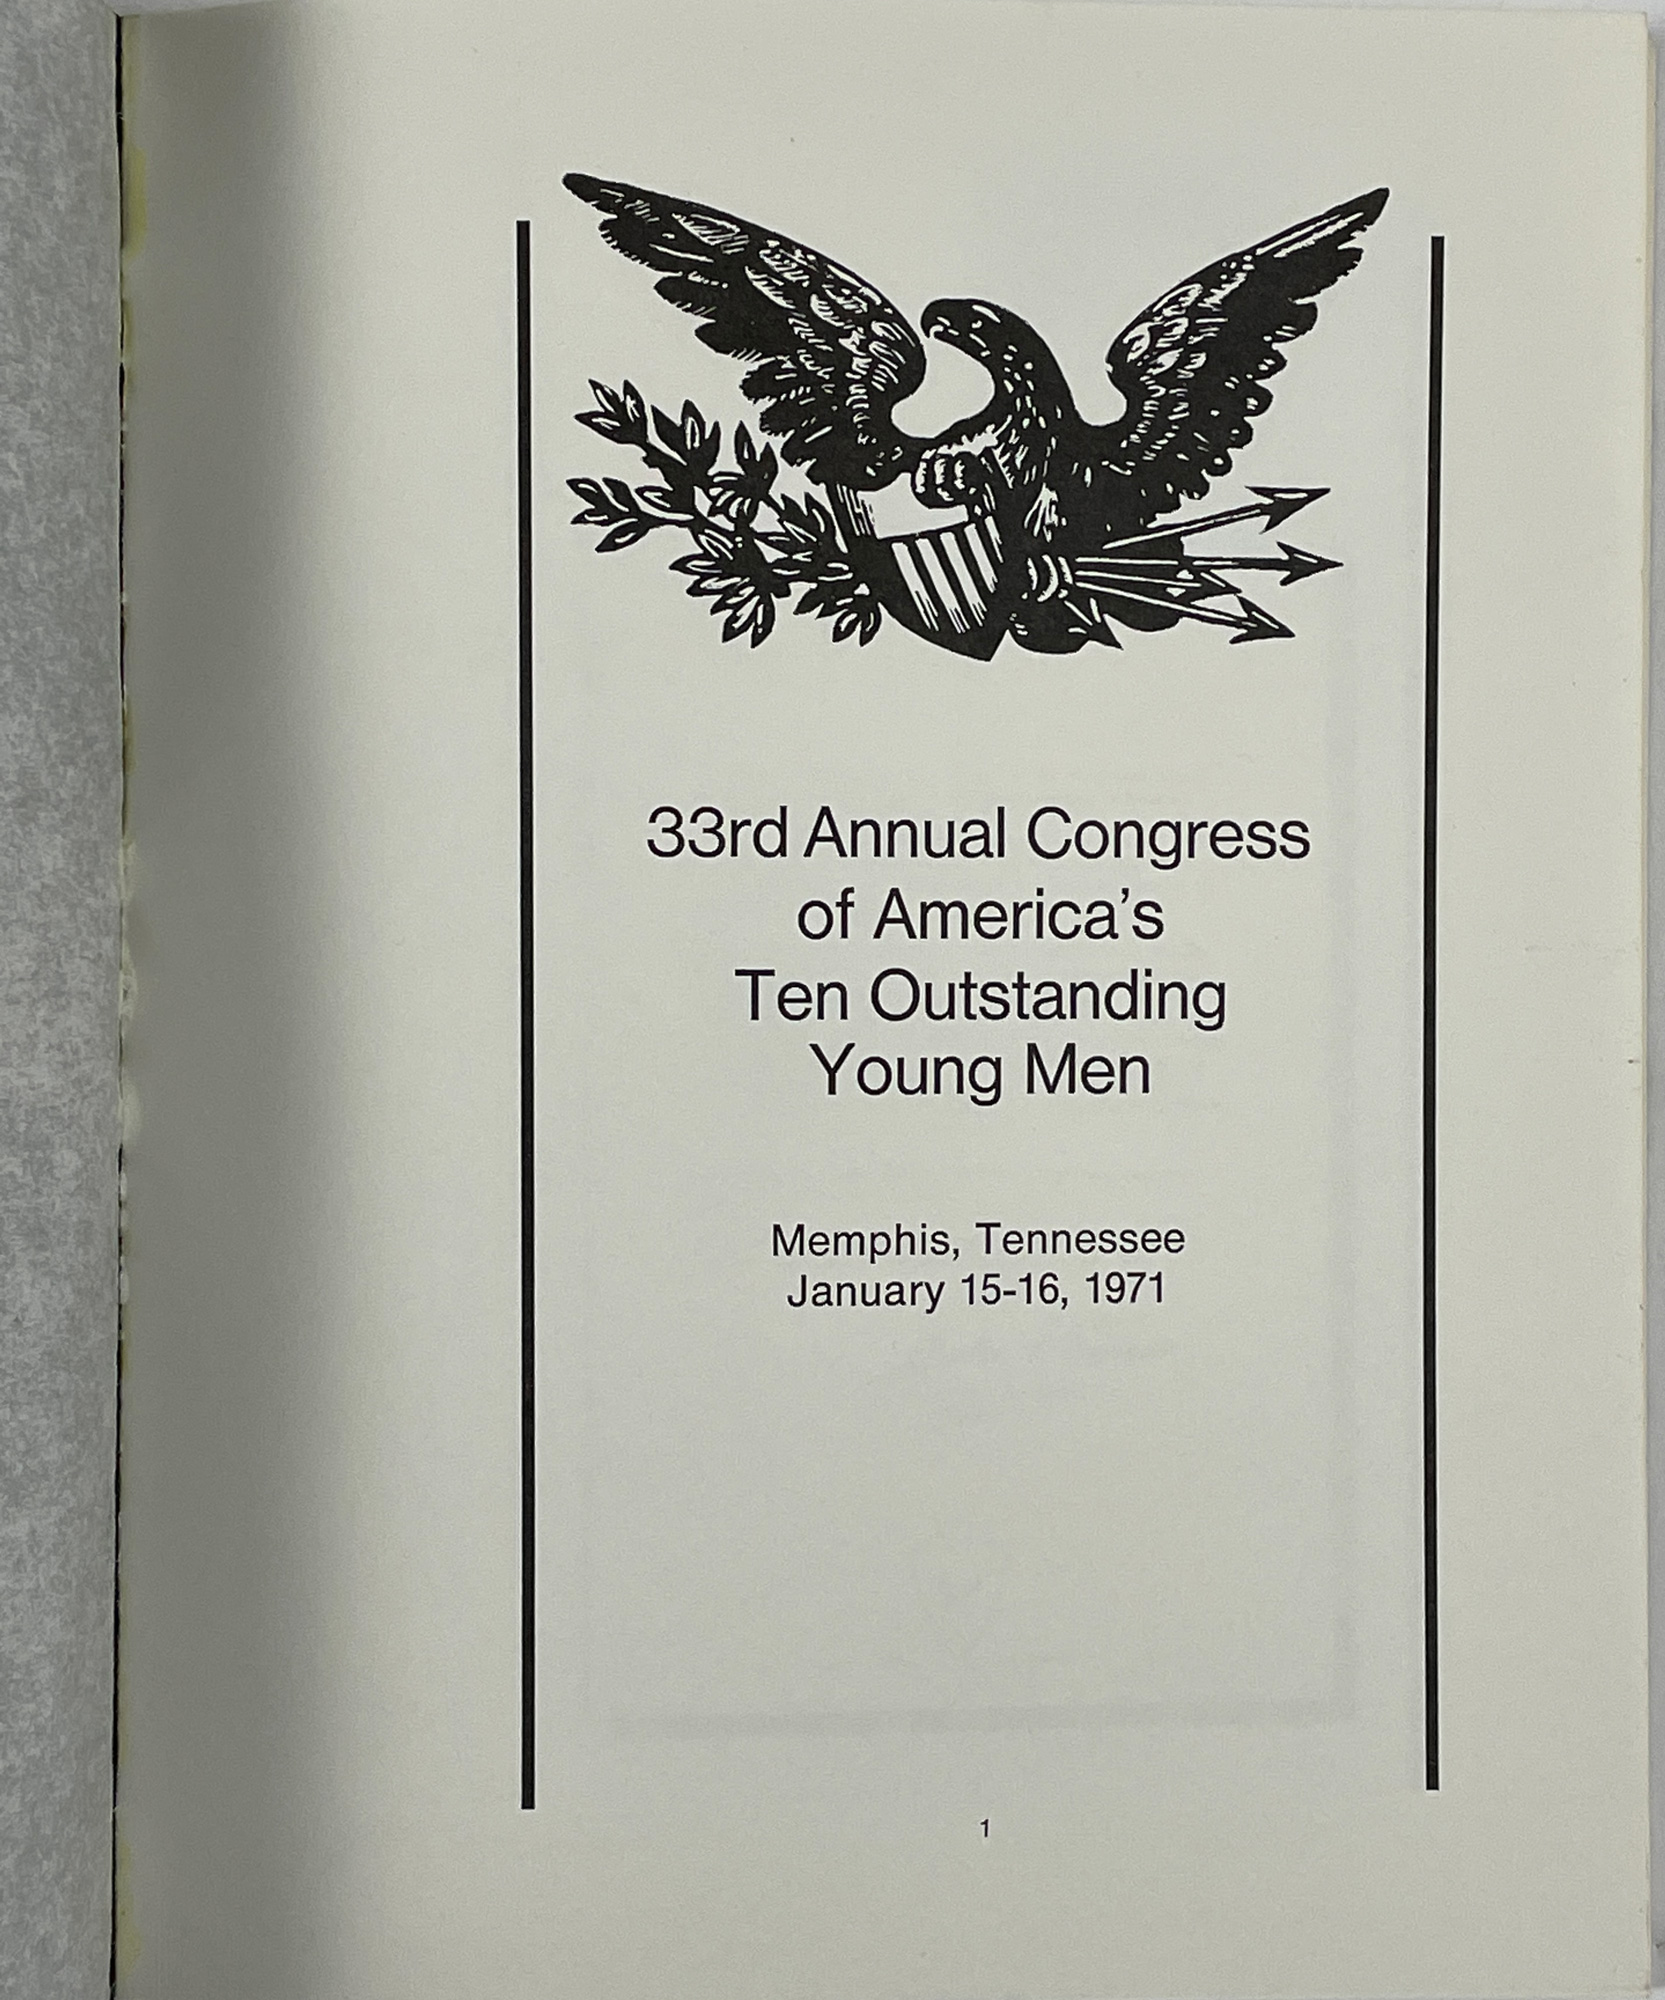 33rd Annual Congress
of America's
Ten Outstanding
Young Men
Memphis, Tennessee
January 15-16, 1971
1